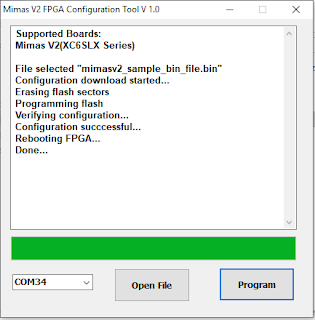 Mimas V2 FPGA Configuration Tool V 1.0
Supported Boards:
Mimas V2(XC6SLX Series)
File selected "mimasv2_sample_bin_file.bin"
Configuration download started...
Erasing flash sectors
Programming flash
Verifying configuration...
Configuration succcessful...
Rebooting FPGA...
Done...
COM34
Open File
Program